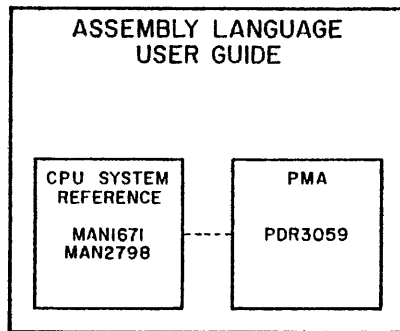 ASSEMBLY LANGUAGE
USER GUIDE
CPU SYSTEM
REFERENCE
MAN1671
MAN2798
PMA
PDR3059